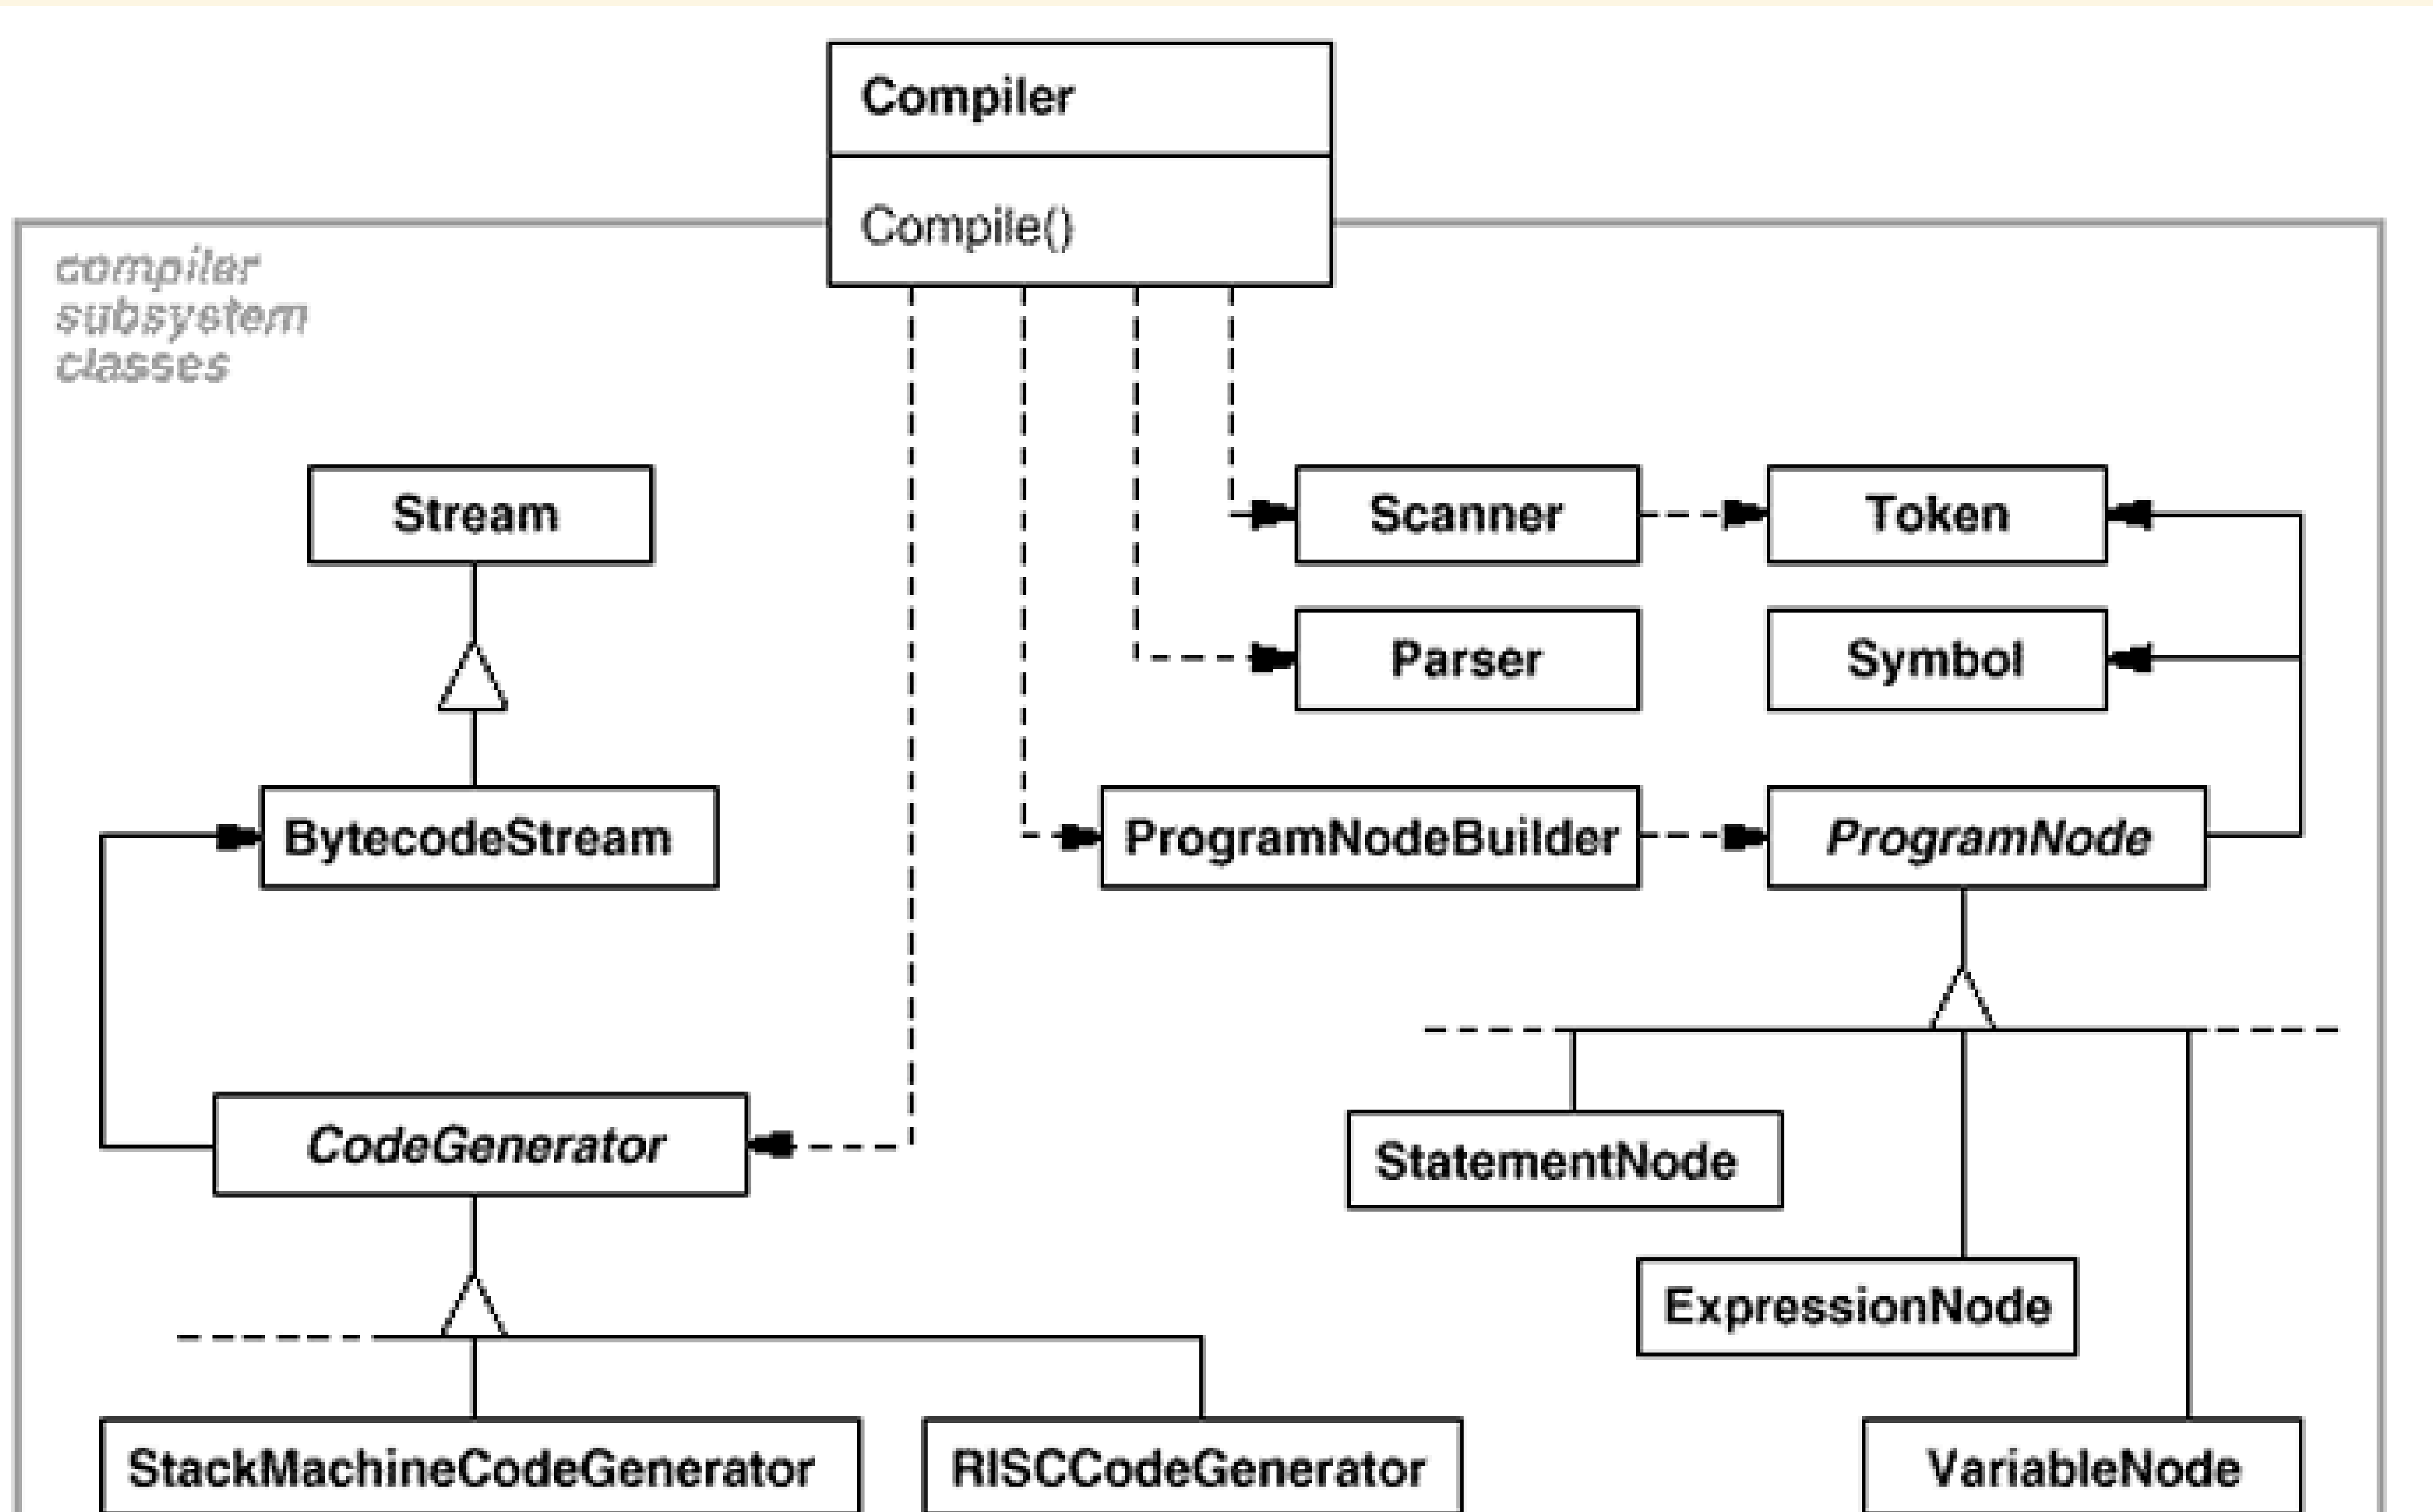 Compiler
Compile()
compiler
subsystem
classes
Stream
Scanner
Token
Parser
Symbol
BytecodeStream
ProgramNodeBuilder
ProgramNode
CodeGenerator
StatementNode
ExpressionNode
StackMachineCodeGenerator
RISCCodeGenerator
VariableNode